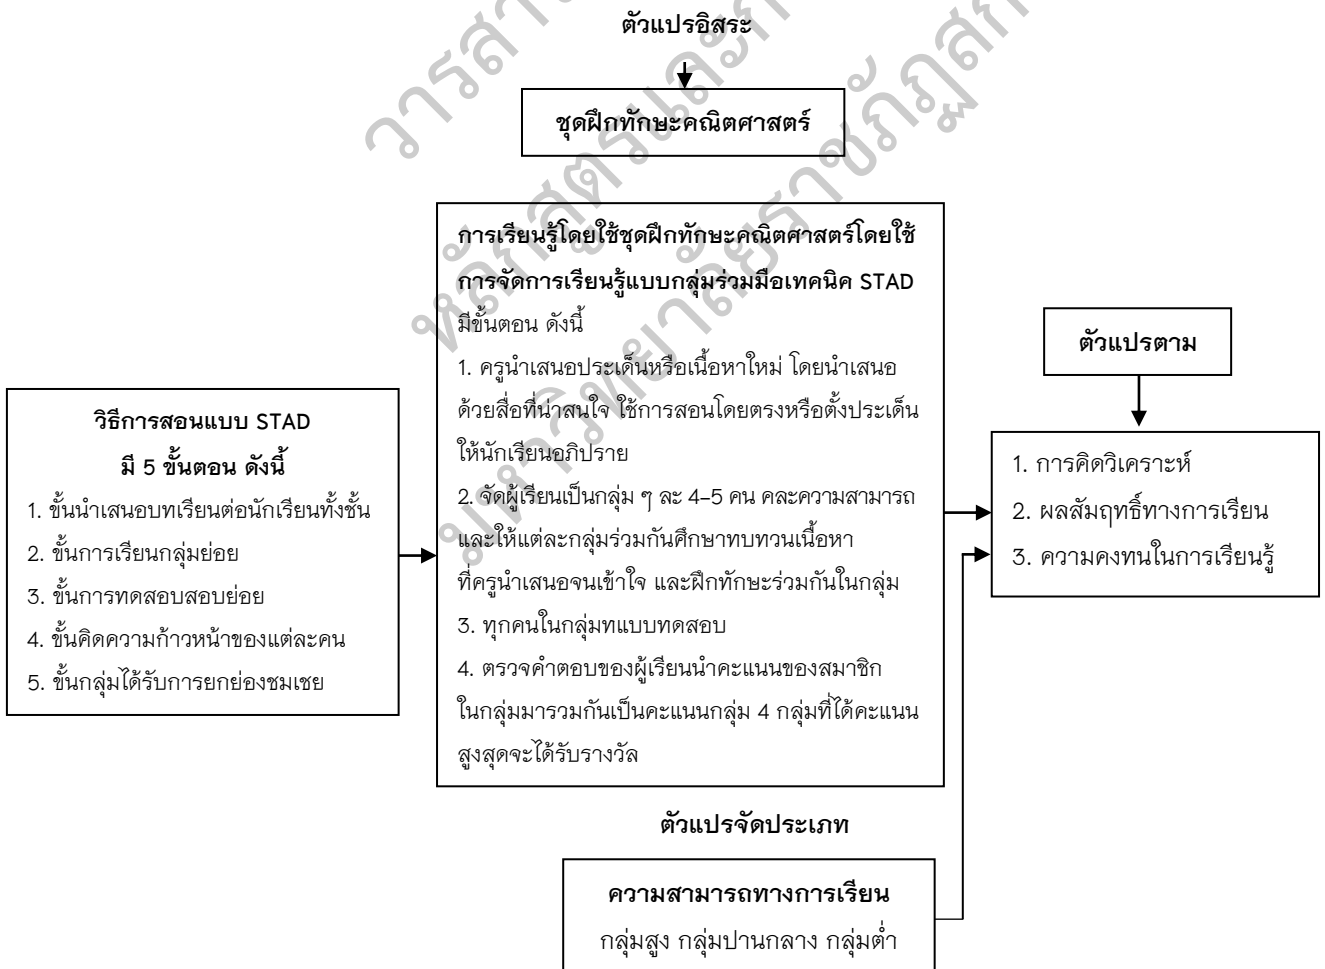 ตัวแปรอิสระ
ชุดฝึกทักษะคณิตศาสตร์
วิธีการสอนแบบ STAD
มี 5 ขั้นตอน ดังนี้
1. ขั้นนำเสนอบทเรียนต่อนักเรียนทั้งชั้น
2. ขั้นการเรียนกลุ่มย่อย
3. ขั้นการทดสอบสอบย่อย
4. ขั้นคิดความก้าวหน้าของแต่ละคน
5. ขั้นกลุ่มได้รับการยกย่องชมเชย
การเรียนรู้โดยใช้ชุดฝึกทักษะคณิตศาสตร์โดยใช้
การจัดการเรียนรู้แบบกลุ่มร่วมมือเทคนิค STAD
มีขั้นตอน ดังนี้
1. ครูนำเสนอประเด็นหรือเนื้อหาใหม่ โดยนำเสนอ
ด้วยสื่อที่น่าสนใจ ใช้การสอนโดยตรงหรือตั้งประเด็น
ให้นักเรียนอภิปราย
2. จัดผู้เรียนเป็นกลุ่ม ๆ ละ 4-5 คน คละความสามารถ
และให้แต่ละกลุ่มร่วมกันศึกษาทบทวนเนื้อหา
ที่ครูนำเสนอจนเข้าใจ และฝึกทักษะร่วมกันในกลุ่ม
3. ทุกคนในกลุ่มทแบบทดสอบ
4. ตรวจคำตอบของผู้เรียนนำคะแนนของสมาชิก
ในกลุ่มมารวมกันเป็นคะแนนกลุ่ม 4 กลุ่มที่ได้คะแนน
สูงสุดจะได้รับรางวัล
ตัวแปรตาม
1. การคิดวิเคราะห์
2. ผลสัมฤทธิ์ทางการเรียน
3. ความคงทนในการเรียนรู้
ตัวแปรจัดประเภท
ความสามารถทางการเรียน
กลุ่มสูง กลุ่มปานกลาง กลุ่มต่ำ
หลักสูตรและ
มหาวิทยาลัยราชภัฏ